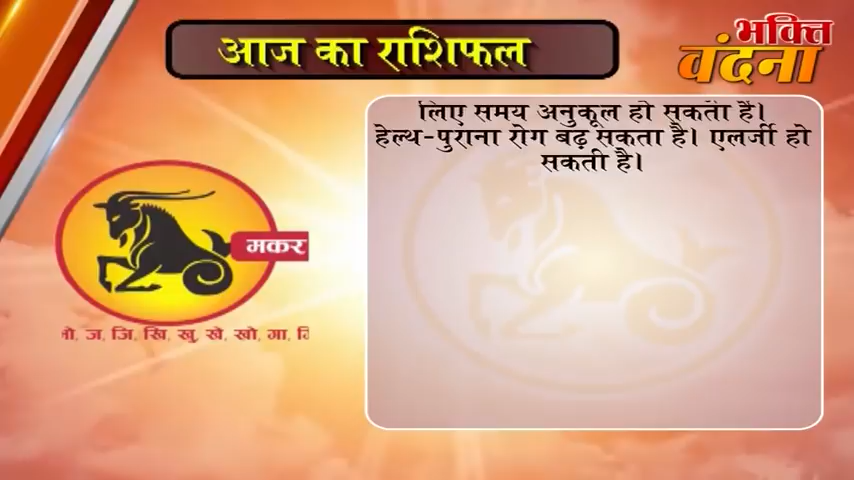 आज का राशिफल
भक्ति
वंदना
लिए समय अनुकूल हो सकता है।
हेल्थ-पुराना रोग बढ़ सकता है। एलर्जी हो
सकती है।
मकर
ज, जि, खि, खु, खे, खो, गा,